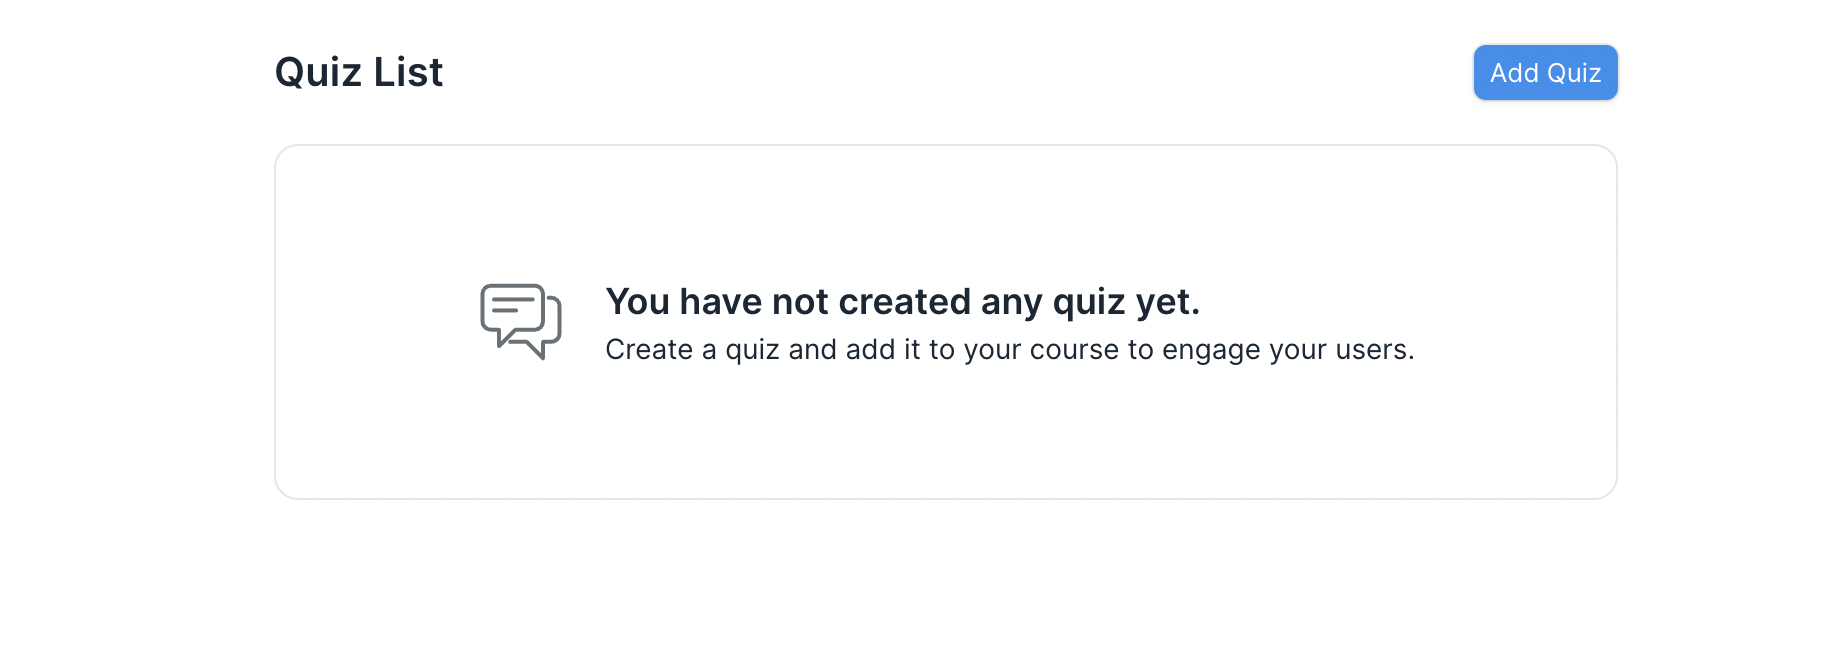 Quiz List
Add Quiz
You have not created any quiz yet.
Create a quiz and add it to your course to engage your users.